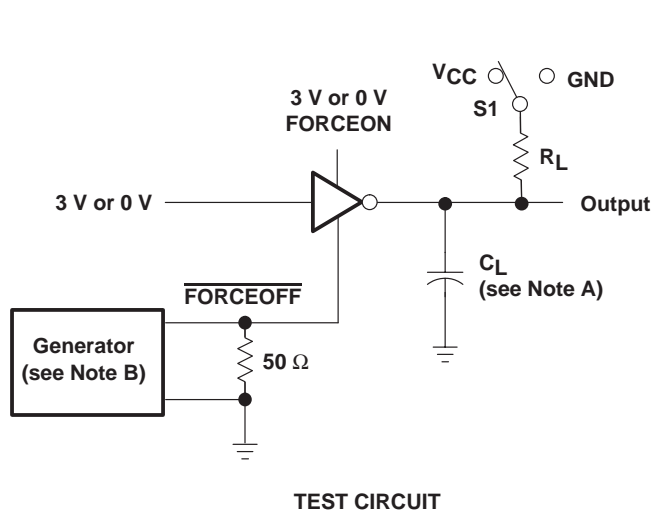 VCC
GND
S1
3 V or 0 V
FORCEON
RL
3 V or 0 V
Output
CL
(see Note A)
FORCEOFF
Generator
(see Note B)
50 Ω
TEST CIRCUIT